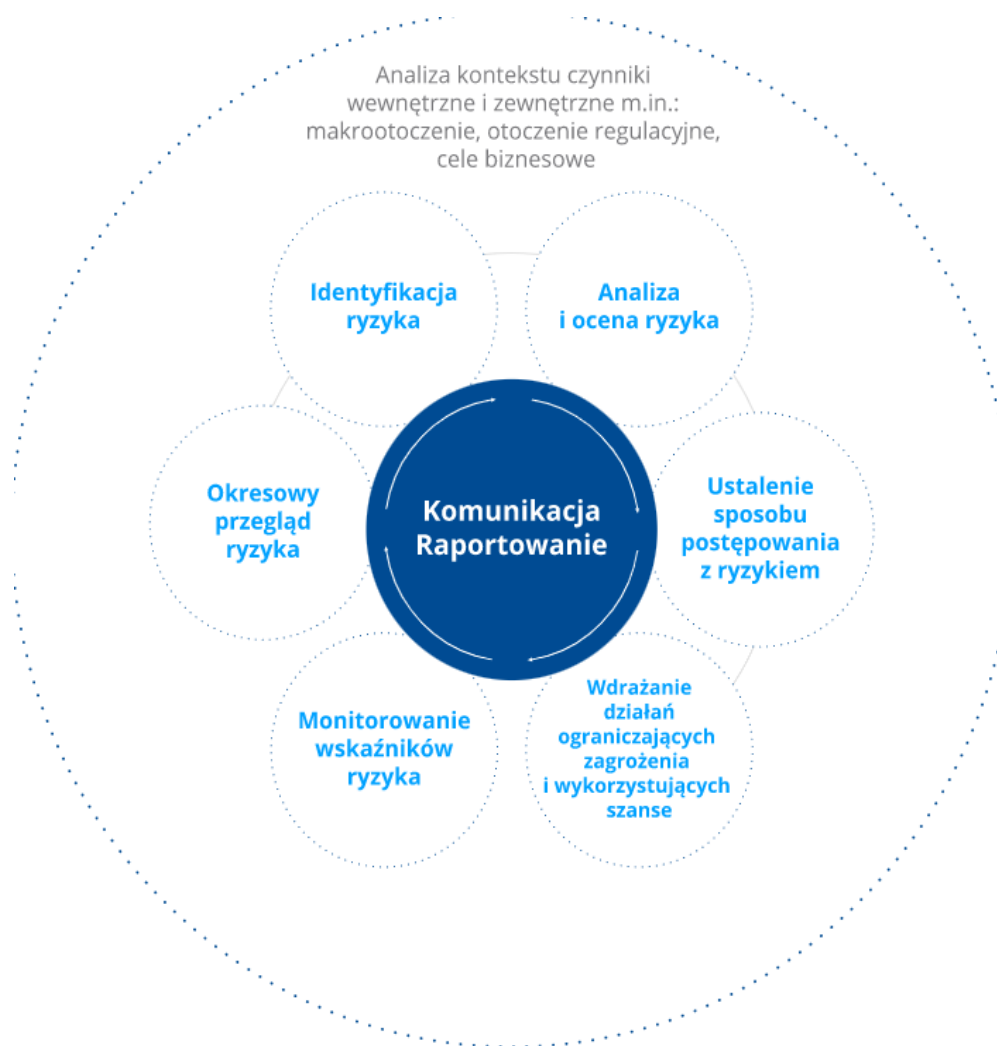 Analiza kontekstu czynniki
wewnętrzne i zewnętrzne m.in.:
makrootoczenie, otoczenie regulacyjne,
cele biznesowe
Identyfikacja
ryzyka
Analiza
i ocena ryzyka
Okresowy
przegląd
ryzyka
Komunikacja
Raportowanie
Ustalenie
sposobu
postępowania
z ryzykiem
Monitorowanie
wskaźników
ryzyka
Wdrażanie
działań
ograniczających
zagrożenia
i wykorzystujących
szanse